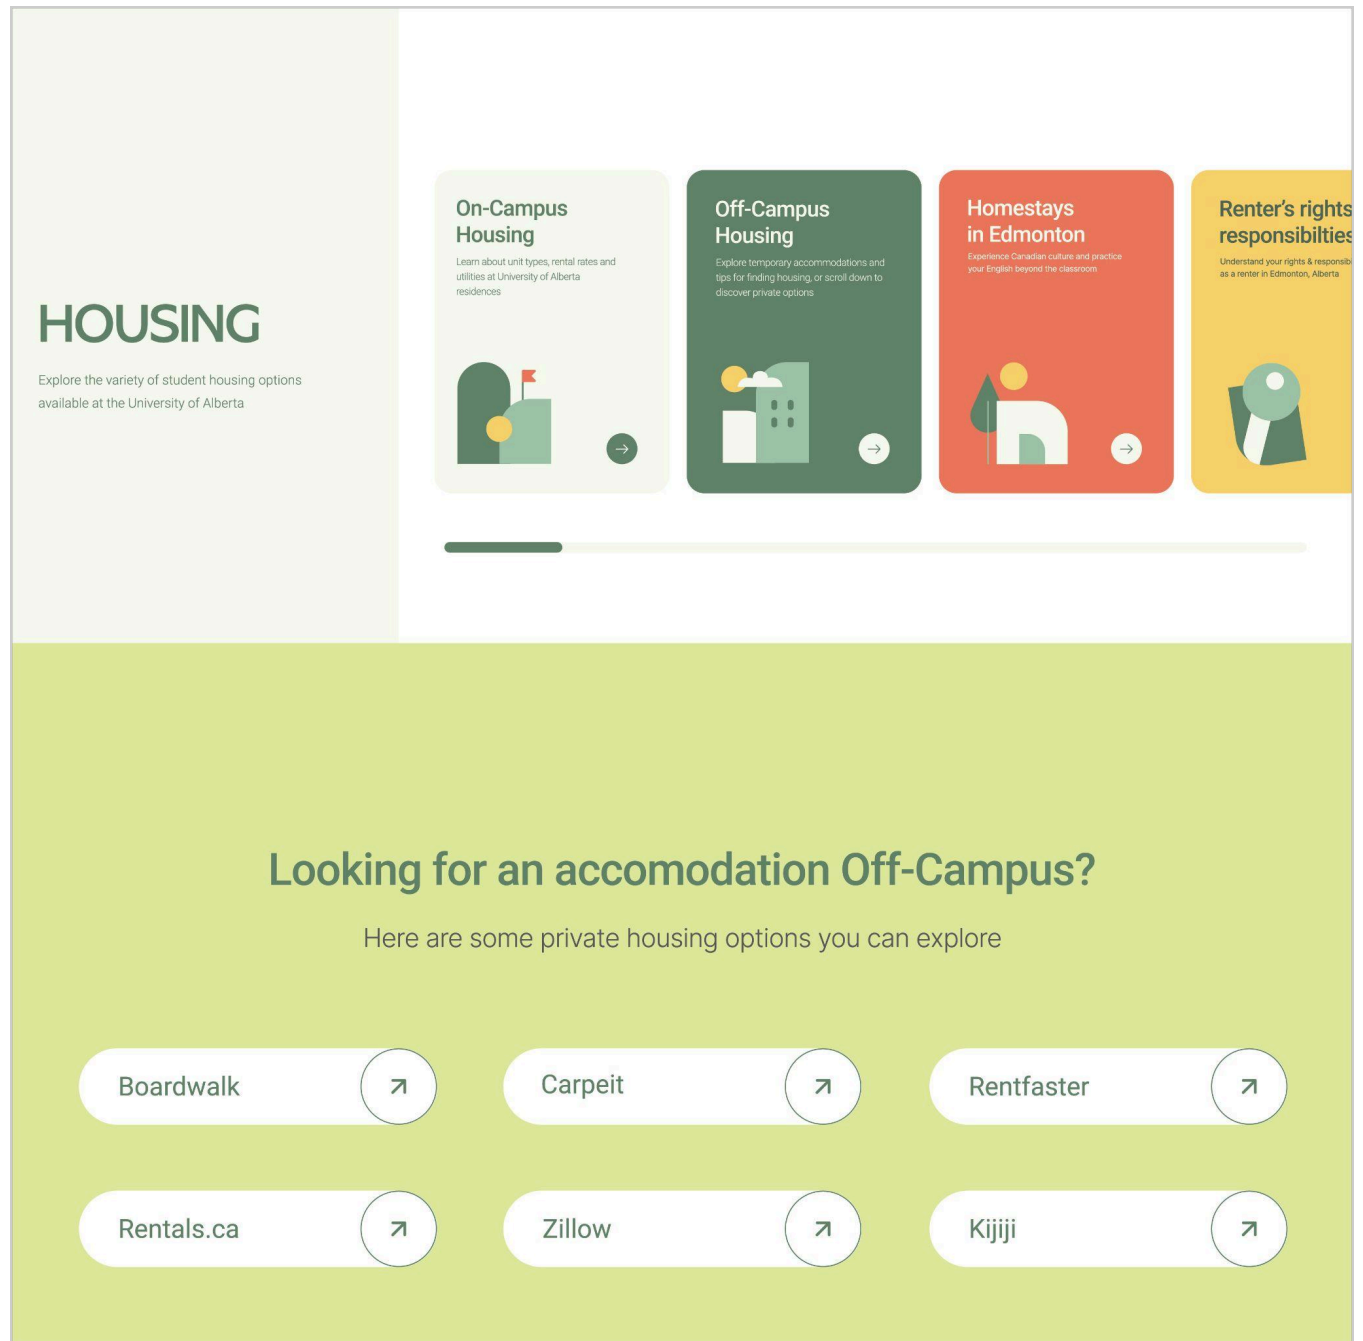 HOUSING
Explore the variety of student housing options
available at the University of Alberta
On-Campus
Housing
Learn about unit types, rental rates and
utilities at University of Alberta
residences
Off-Campus
Housing
Explore temporary accommodations and
tips for finding housing, or scroll down to
discover private options
Homestays
in Edmonton
Experience Canadian culture and practice
your English beyond the classroom
Renter's rights
responsibilties
Understand your rights & responsib
as a renter in Edmonton, Alberta
Looking for an accomodation Off-Campus?
Here are some private housing options you can explore
Boardwalk
Carpeit
Rentfaster
Rentals.ca
Zillow
Kijiji